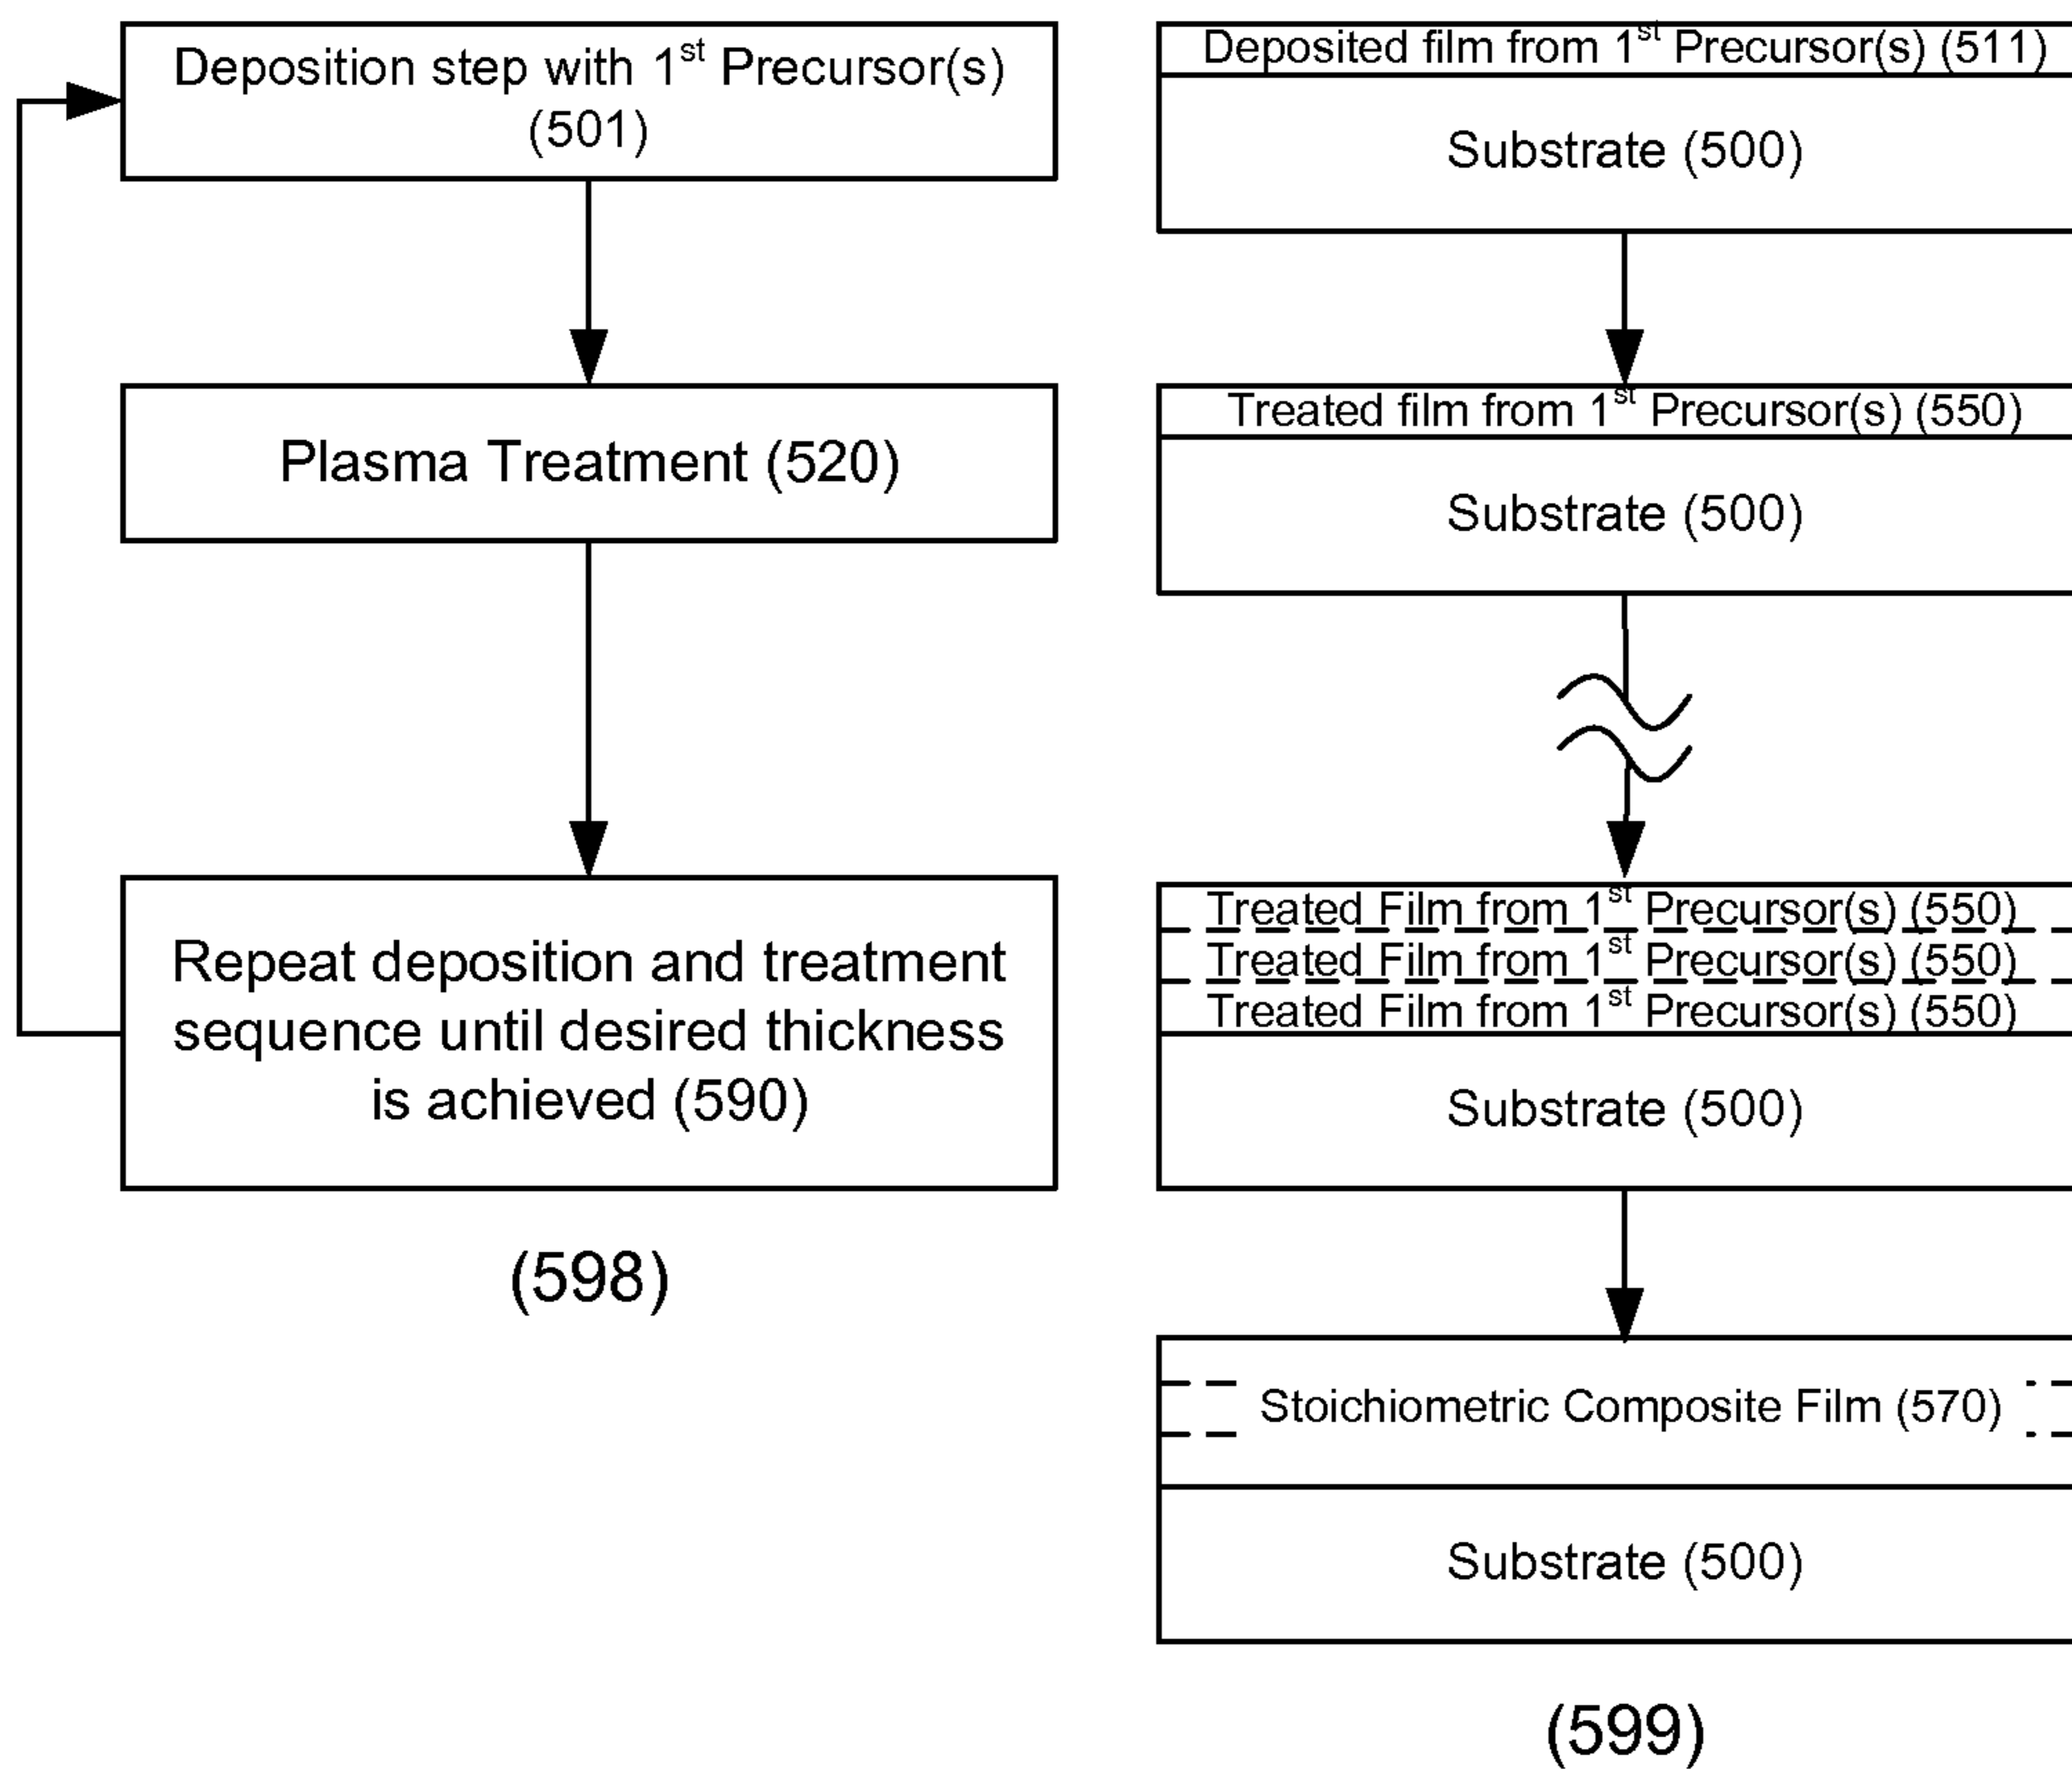 Deposition step with 1st Precursor(s)
(501)
Plasma Treatment (520)
Repeat deposition and treatment
sequence until desired thickness
is achieved (590)
(598)
Deposited film from 1st Precursor(s) (511)
Substrate (500)
Treated film from 1st Precursor(s) (550)
Substrate (500)
Treated Film from 1st Precursor(s) (550)
Treated Film from 1st Precursor(s) (550)
Treated Film from 1st Precursor(s) (550)
Substrate (500)
Stoichiometric Composite Film (570)
Substrate (500)
(599)